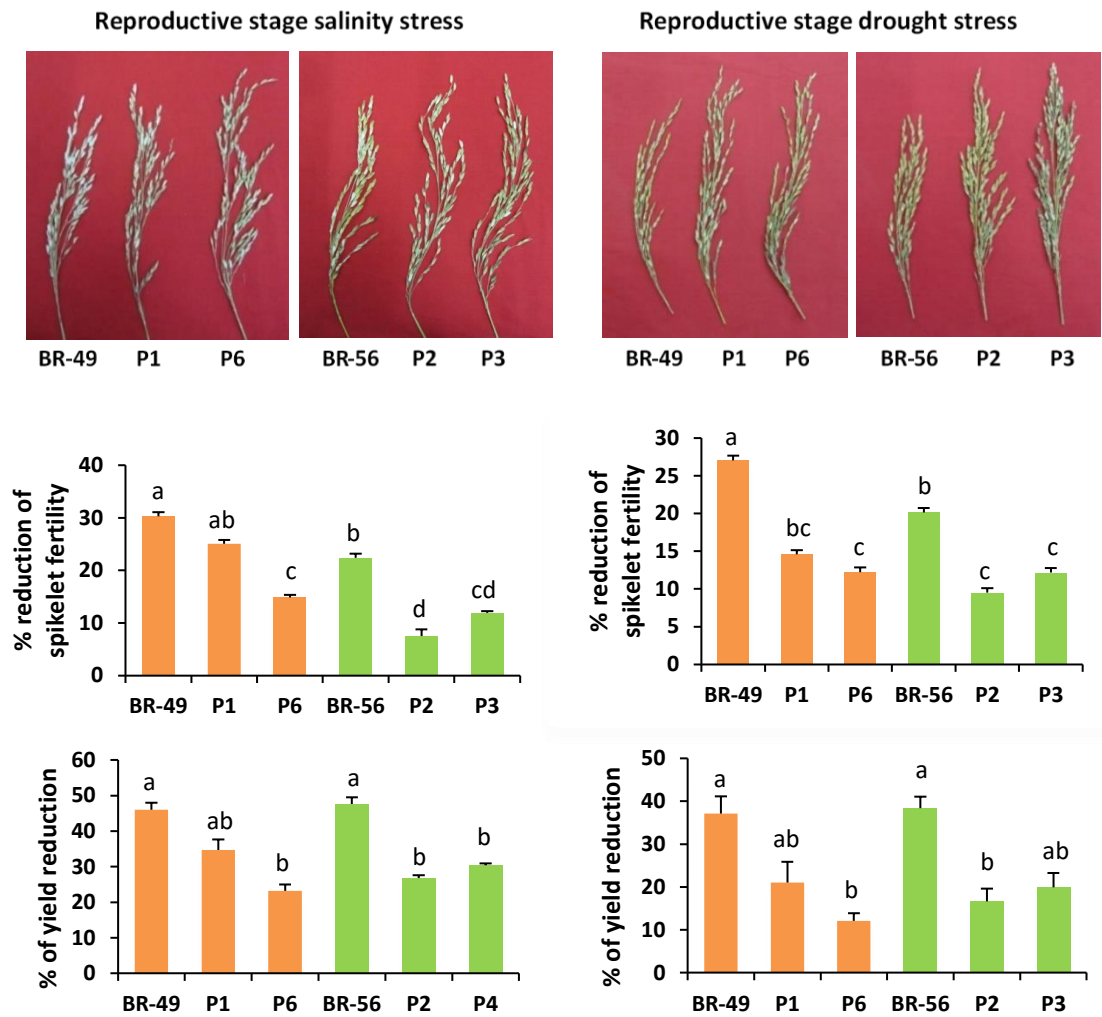 Reproductive stage salinity stress
Reproductive stage drought stress
BR-49 P1 P6 BR-56 P2 P3
BR-49 P1 P6 BR-56 P2 P3
% reduction of
spikelet fertility
40
30
20
10
0
a ab c b d cd
BR-49 P1 P6 BR-56 P2 P3
% reduction of
spikelet fertility
30
25
20
15
10
5
0
a bc c b c c
BR-49 P1 P6 BR-56 P2 P3
% of yield reduction
60
50
40
30
20
10
0
a ab b a b b
BR-49 P1 P6 BR-56 P2 P4
% of yield reduction
50
40
30
20
10
0
a ab b a b ab
BR-49 P1 P6 BR-56 P2 P3